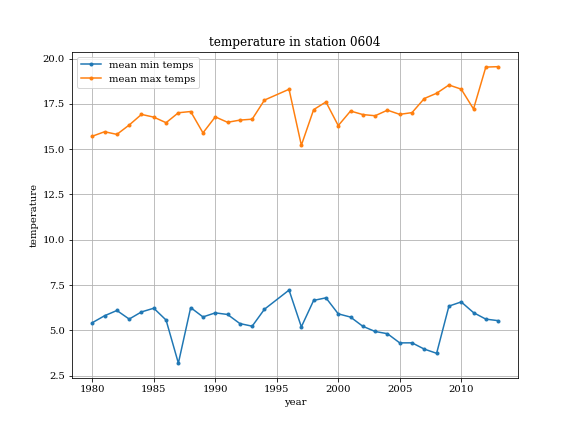 temperature in station 0604
mean min temps
mean max temps
20.0
17.5
15.0
12.5
10.0
7.5
5.0
2.5
temperature
1980 1985 1990 1995 2000 2005 2010
year